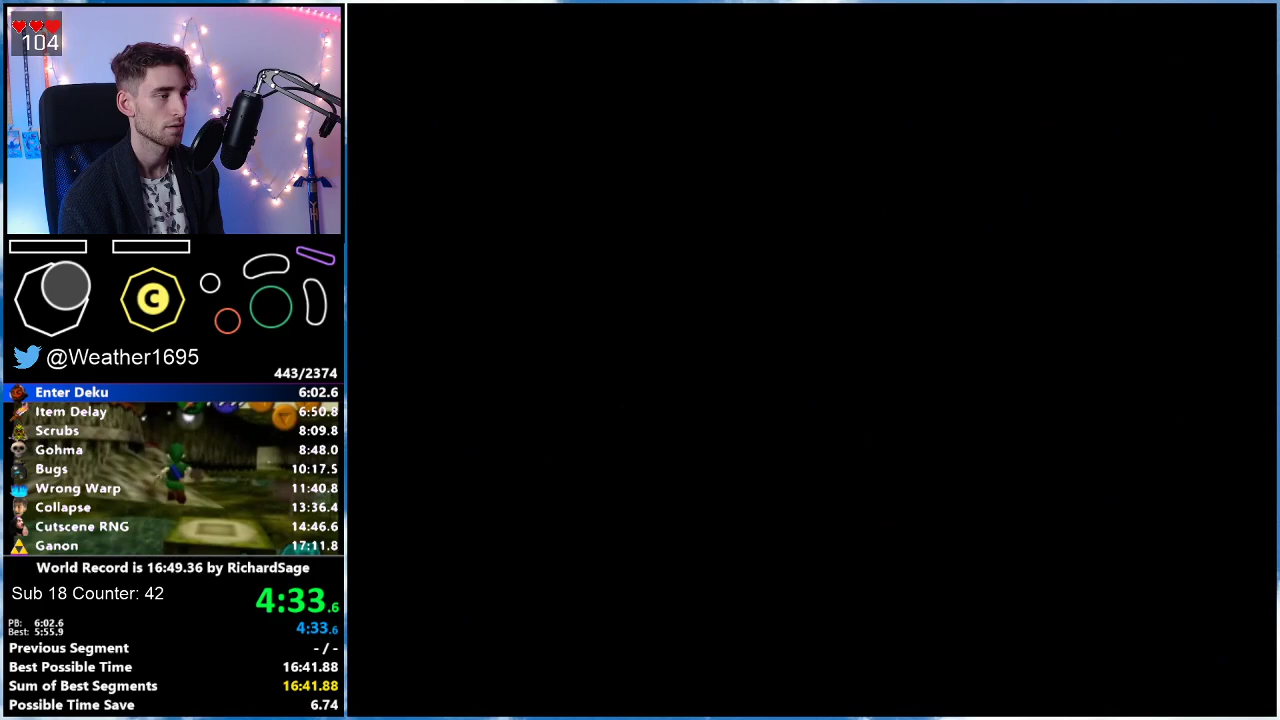 104
C
@Weather1695
443/2374
Enter Deku 6:02.6
Item Delay 6:50.8
Scrubs 8:09.8
Gohma 8:48.0
Bugs 10:17.5
Wrong Warp 11:40.8
Collapse 13:36.4
Cutscene RNG 14:46.6
Ganon 17:11.8
World Record is 16:49.36 by RichardSage
Sub 18 Counter: 42
4:33.6
PB: 6:02.6
Best: 5:55.9
4:33.6
Previous Segment - / -
Best Possible Time 16:41.88
Sum of Best Segments 16:41.88
Possible Time Save 6.74